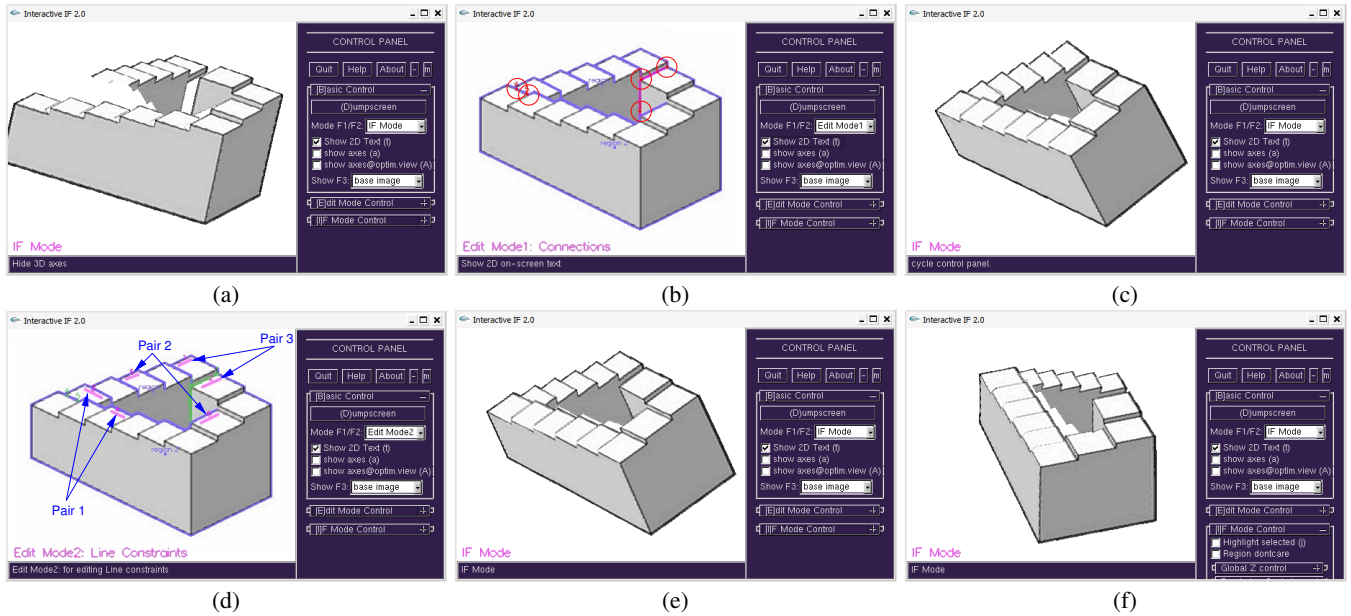 Interactive IF 2.0
CONTROL PANEL
Quit Help About - m
[B]asic Control
(D)umpscreen
Mode F1/F2: IF Mode
Show 2D Text (t)
show axes (a)
show axes@optim.view (A)
Show F3: base image
[E]dit Mode Control
[I]F Mode Control
IF Mode
Hide 3D axes
(a)
Interactive IF 2.0
CONTROL PANEL
Quit Help About - m
[B]asic Control
(D)umpscreen
Mode F1/F2: Edit Mode1
Show 2D Text (t)
show axes (a)
show axes@optim.view (A)
Show F3: base image
[E]dit Mode Control
[I]F Mode Control
region
region 2
Edit Mode1: Connections
Show 2D on-screen text
(b)
Interactive IF 2.0
CONTROL PANEL
Quit Help About - m
[B]asic Control
(D)umpscreen
Mode F1/F2: IF Mode
Show 2D Text (t)
show axes (a)
show axes@optim.view (A)
Show F3: base image
[E]dit Mode Control
[I]F Mode Control
IF Mode
cycle control panel.
(c)
Interactive IF 2.0
CONTROL PANEL
Quit Help About - m
[B]asic Control
(D)umpscreen
Mode F1/F2: Edit Mode2
Show 2D Text (t)
show axes (a)
show axes@optim.view (A)
Show F3: base image
[E]dit Mode Control
[I]F Mode Control
Pair 2
Pair 3
region
region 2
Pair 1
Edit Mode2: Line Constraints
Edit Mode2: for editing Line constraints
(d)
Interactive IF 2.0
CONTROL PANEL
Quit Help About - m
[B]asic Control
(D)umpscreen
Mode F1/F2: IF Mode
Show 2D Text (t)
show axes (a)
show axes@optim.view (A)
Show F3: base image
[E]dit Mode Control
[I]F Mode Control
IF Mode
IF Mode
(e)
Interactive IF 2.0
CONTROL PANEL
Quit Help About - m
[B]asic Control
(D)umpscreen
Mode F1/F2: IF Mode
Show 2D Text (t)
show axes (a)
show axes@optim.view (A)
Show F3: base image
[E]dit Mode Control
[I]F Mode Control
Highlight selected (j)
Region dontcare
Global Z control
IF Mode
IF Mode
(f)